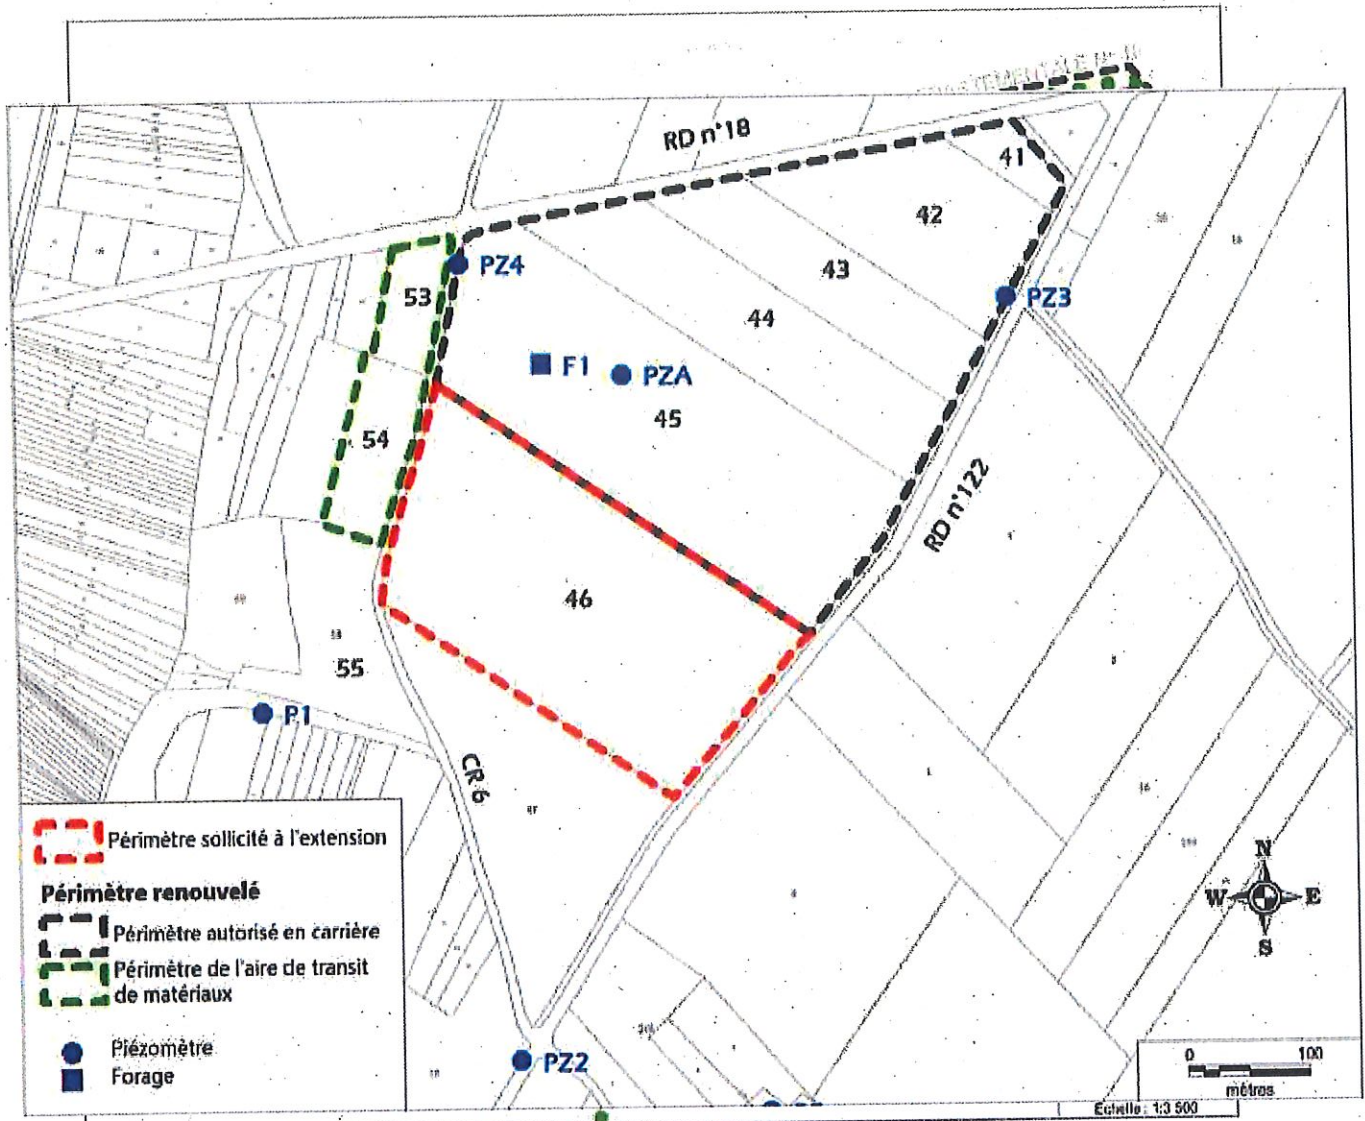 RD n°18
41
42
53
PZ4
43
PZ3
44
F1
PZA
45
54
RD n°122
46
55
P1
CR 6
Périmètre sollicité à l'extension
Périmètre renouvelé
Périmètre autorisé en carrière
Périmètre de l'aire de transit
de matériaux
Piézomètre
Forage
PZ2
N
W
E
S
0 100
mètres
Echelle : 1:3 500